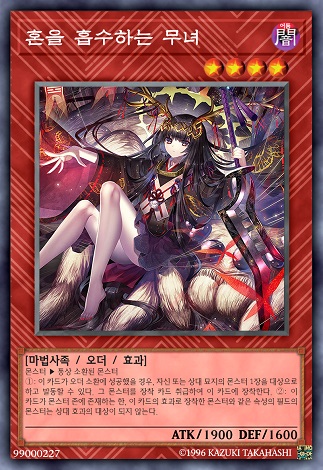 혼을 흡수하는 무녀
어둠
闇
[마법사족 / 오더 / 효과]
몬스터 ▶ 통상 소환된 몬스터
①: 이 카드가 오더 소환에 성공했을 경우, 자신 또는 상대 묘지의 몬스터 1장을 대상으로
하고 발동할 수 있다. 그 몬스터를 장착 카드 취급하여 이 카드에 장착한다. ②: 이
카드가 몬스터 존에 존재하는 한, 이 카드의 효과로 장착한 몬스터와 같은 속성의 필드의
몬스터는 상대 효과의 대상이 되지 않는다.
ATK/1900 DEF/1600
99000227
©1996 KAZUKI TAKAHASHI